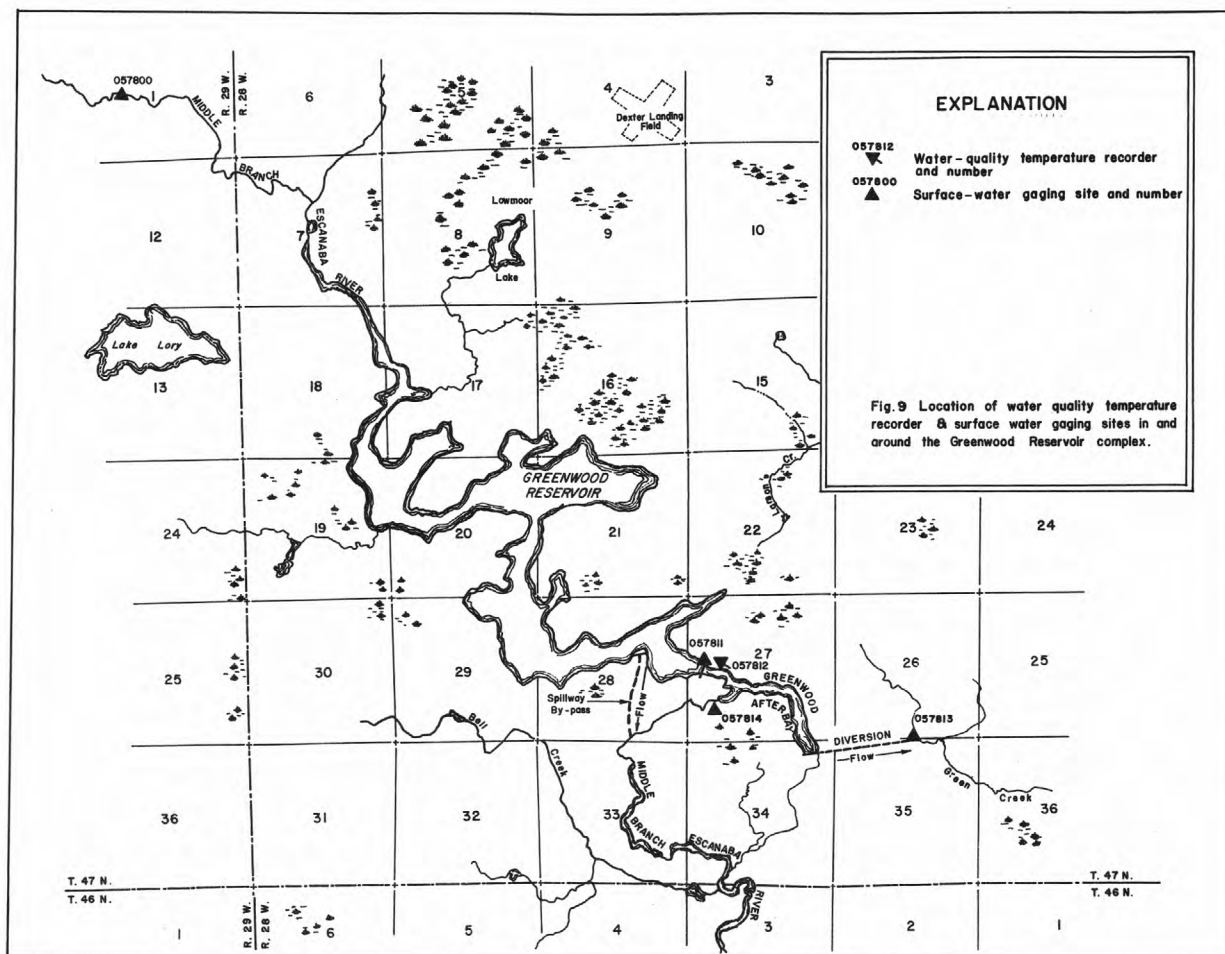 057800
1
MIDDLE
BRANCH
R. 29 W.
R. 28 W.
6
5
4
Dexter Landing
Field
3
EXPLANATION
057812
Water-quality temperature recorder
and number
057800
Surface-water gaging site and number
Fig. 9 Location of water quality temperature
recorder & surface water gaging sites in and
around the Greenwood Reservoir complex.
12
7
ESCANABA
RIVER
Lowmoor
8
Lake
9
10
Lake Lory
13
18
17
16
15
GREENWOOD
RESERVOIR
Cr.
24
19
20
21
22
23
24
25
30
29
28
Spillway
By-pass
Flow
057811
27
057812
GREENWOOD
AFTERBAY
057814
26
25
057813
DIVERSION
Flow
Green
Creek
Bell
Creek
36
31
32
33
MIDDLE
BRANCH
ESCANABA
RIVER
34
35
36
T. 47 N.
T. 46 N.
T. 47 N.
T. 46 N.
1
R. 29 W.
R. 28 W.
6
5
4
3
2
1